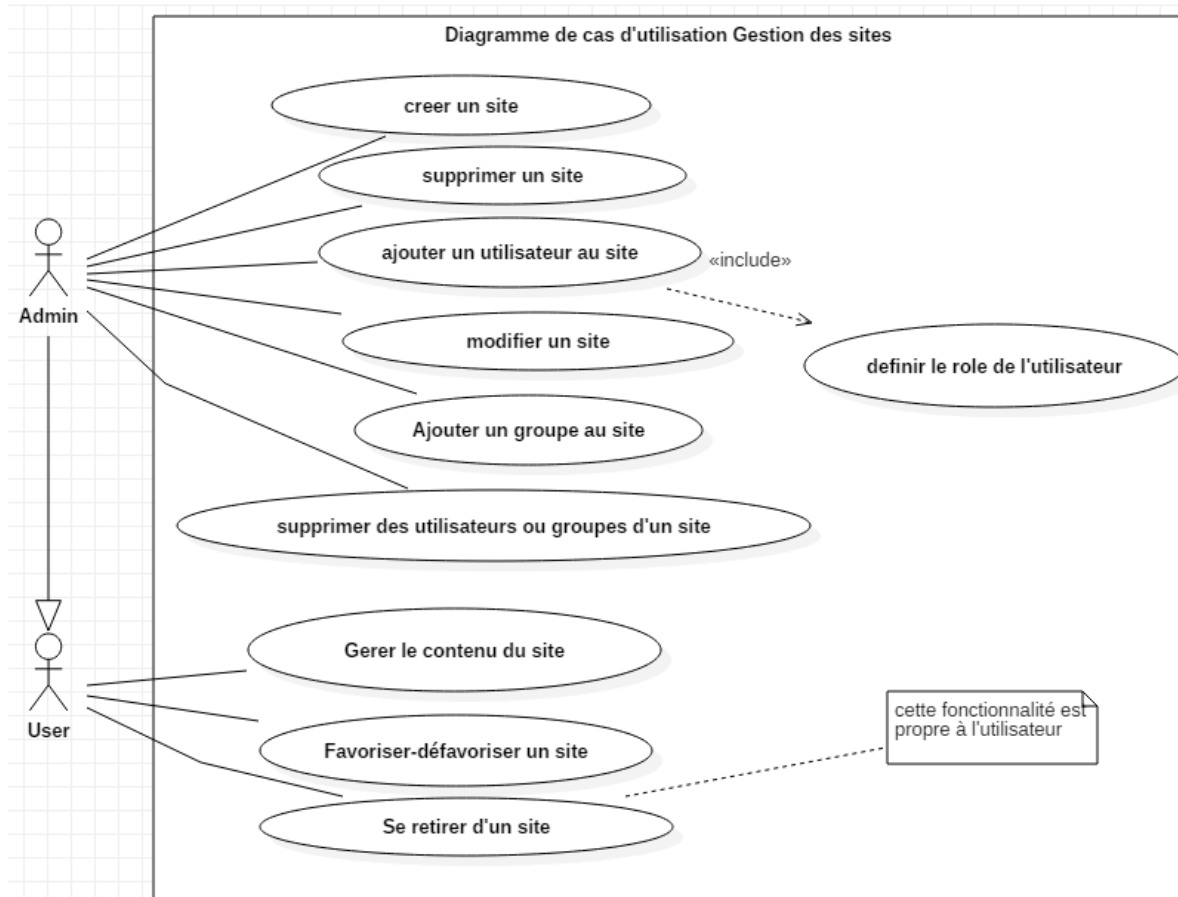 Diagramme de cas d'utilisation Gestion des sites
creer un site
supprimer un site
ajouter un utilisateur au site
«include»
Admin
modifier un site
definir le role de l'utilisateur
Ajouter un groupe au site
supprimer des utilisateurs ou groupes d'un site
Gerer le contenu du site
cette fonctionnalité est
propre à l'utilisateur
User
Favoriser-défavoriser un site
Se retirer d'un site